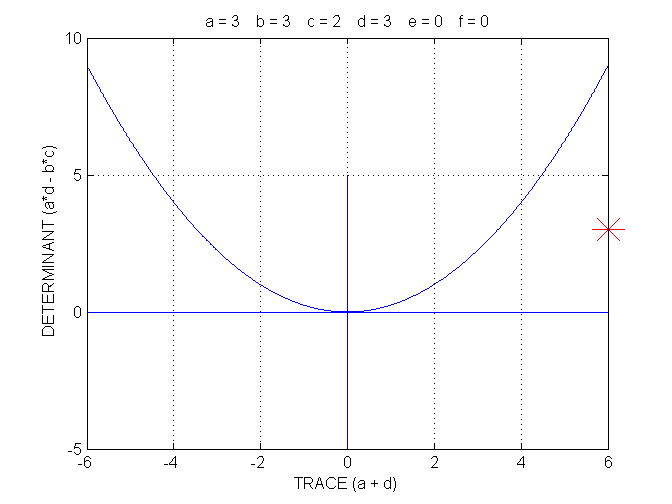 a = 3 b = 3 c = 2 d = 3 e = 0 f = 0
10
5
0
-5
DETERMINANT (a*d - b*c)
-6 -4 -2 0 2 4 6
TRACE (a + d)